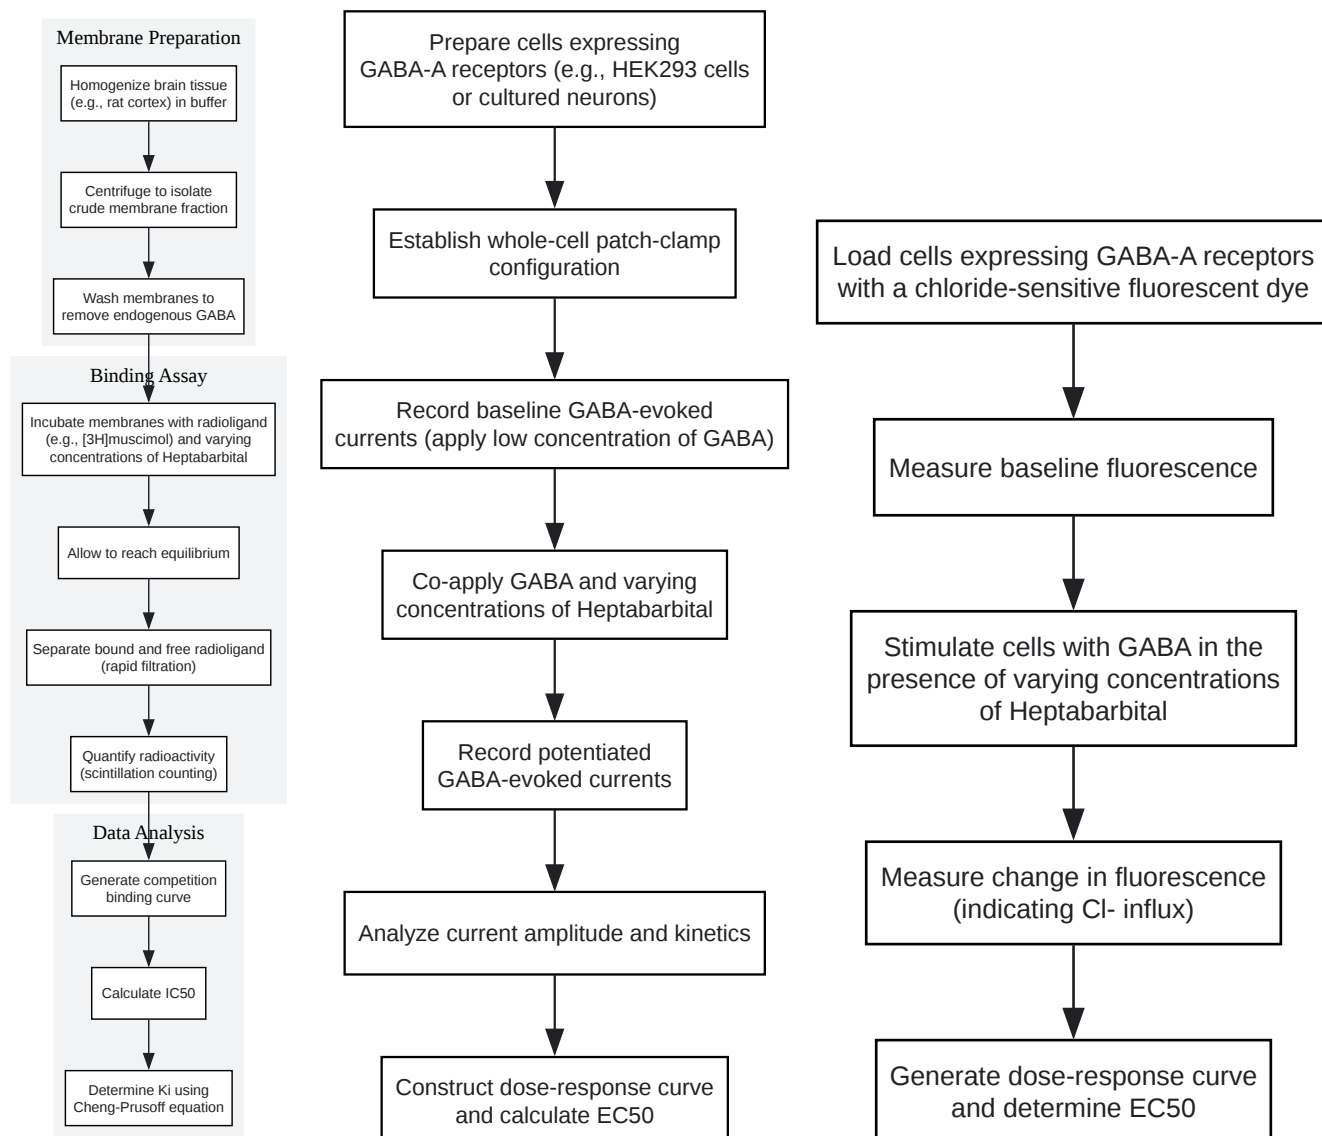 Membrane Preparation
Homogenize brain tissue
(e.g., rat cortex) in buffer
Centrifuge to isolate
crude membrane fraction
Wash membranes to
remove endogenous GABA
Binding Assay
Incubate membranes with radioligand
(e.g., [3H]muscimol) and varying
concentrations of Heptabarbital
Allow to reach equilibrium
Separate bound and free radioligand
(rapid filtration)
Quantify radioactivity
(scintillation counting)
Data Analysis
Generate competition
binding curve
Calculate IC50
Determine Ki using
Cheng-Prusoff equation
Prepare cells expressing
GABA-A receptors (e.g., HEK293 cells
or cultured neurons)
Establish whole-cell patch-clamp
configuration
Record baseline GABA-evoked
currents (apply low concentration of GABA)
Co-apply GABA and varying
concentrations of Heptabarbital
Record potentiated
GABA-evoked currents
Analyze current amplitude and kinetics
Construct dose-response curve
and calculate EC50
Load cells expressing GABA-A receptors
with a chloride-sensitive fluorescent dye
Measure baseline fluorescence
Stimulate cells with GABA in the
presence of varying concentrations
of Heptabarbital
Measure change in fluorescence
(indicating Cl- influx)
Generate dose-response curve
and determine EC50